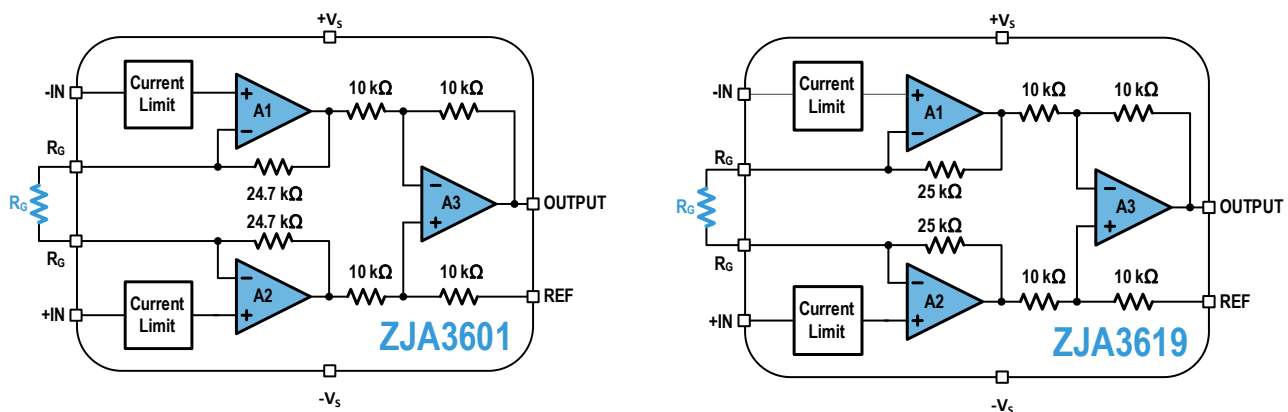 +VS
-IN
Current
Limit
+
A1
−
10 kΩ
10 kΩ
RG
24.7 kΩ
RG
24.7 kΩ
−
A3
+
OUTPUT
RG
−
A2
+
10 kΩ
10 kΩ
REF
+IN
Current
Limit
ZJA3601
-VS
+VS
-IN
Current
Limit
+
A1
−
10 kΩ
10 kΩ
RG
25 kΩ
RG
25 kΩ
−
A3
+
OUTPUT
RG
−
A2
+
10 kΩ
10 kΩ
REF
+IN
Current
Limit
ZJA3619
-VS